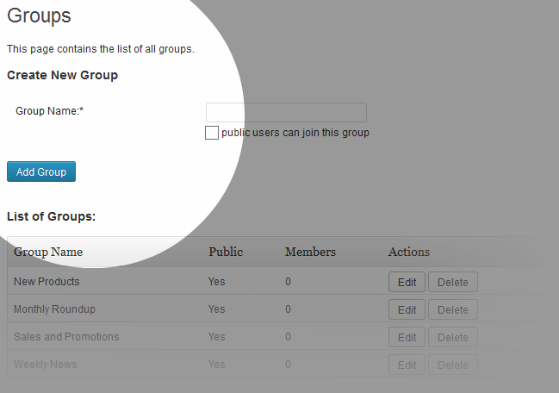 Groups
This page contains the list of all groups.
Create New Group
Group Name:*
public users can join this group
Add Group
List of Groups:
Group Name Public Members Actions
New Products Yes 0 Edit Delete
Monthly Roundup Yes 0 Edit Delete
Sales and Promotions Yes 0 Edit Delete
Weekly News Yes 0 Edit Delete